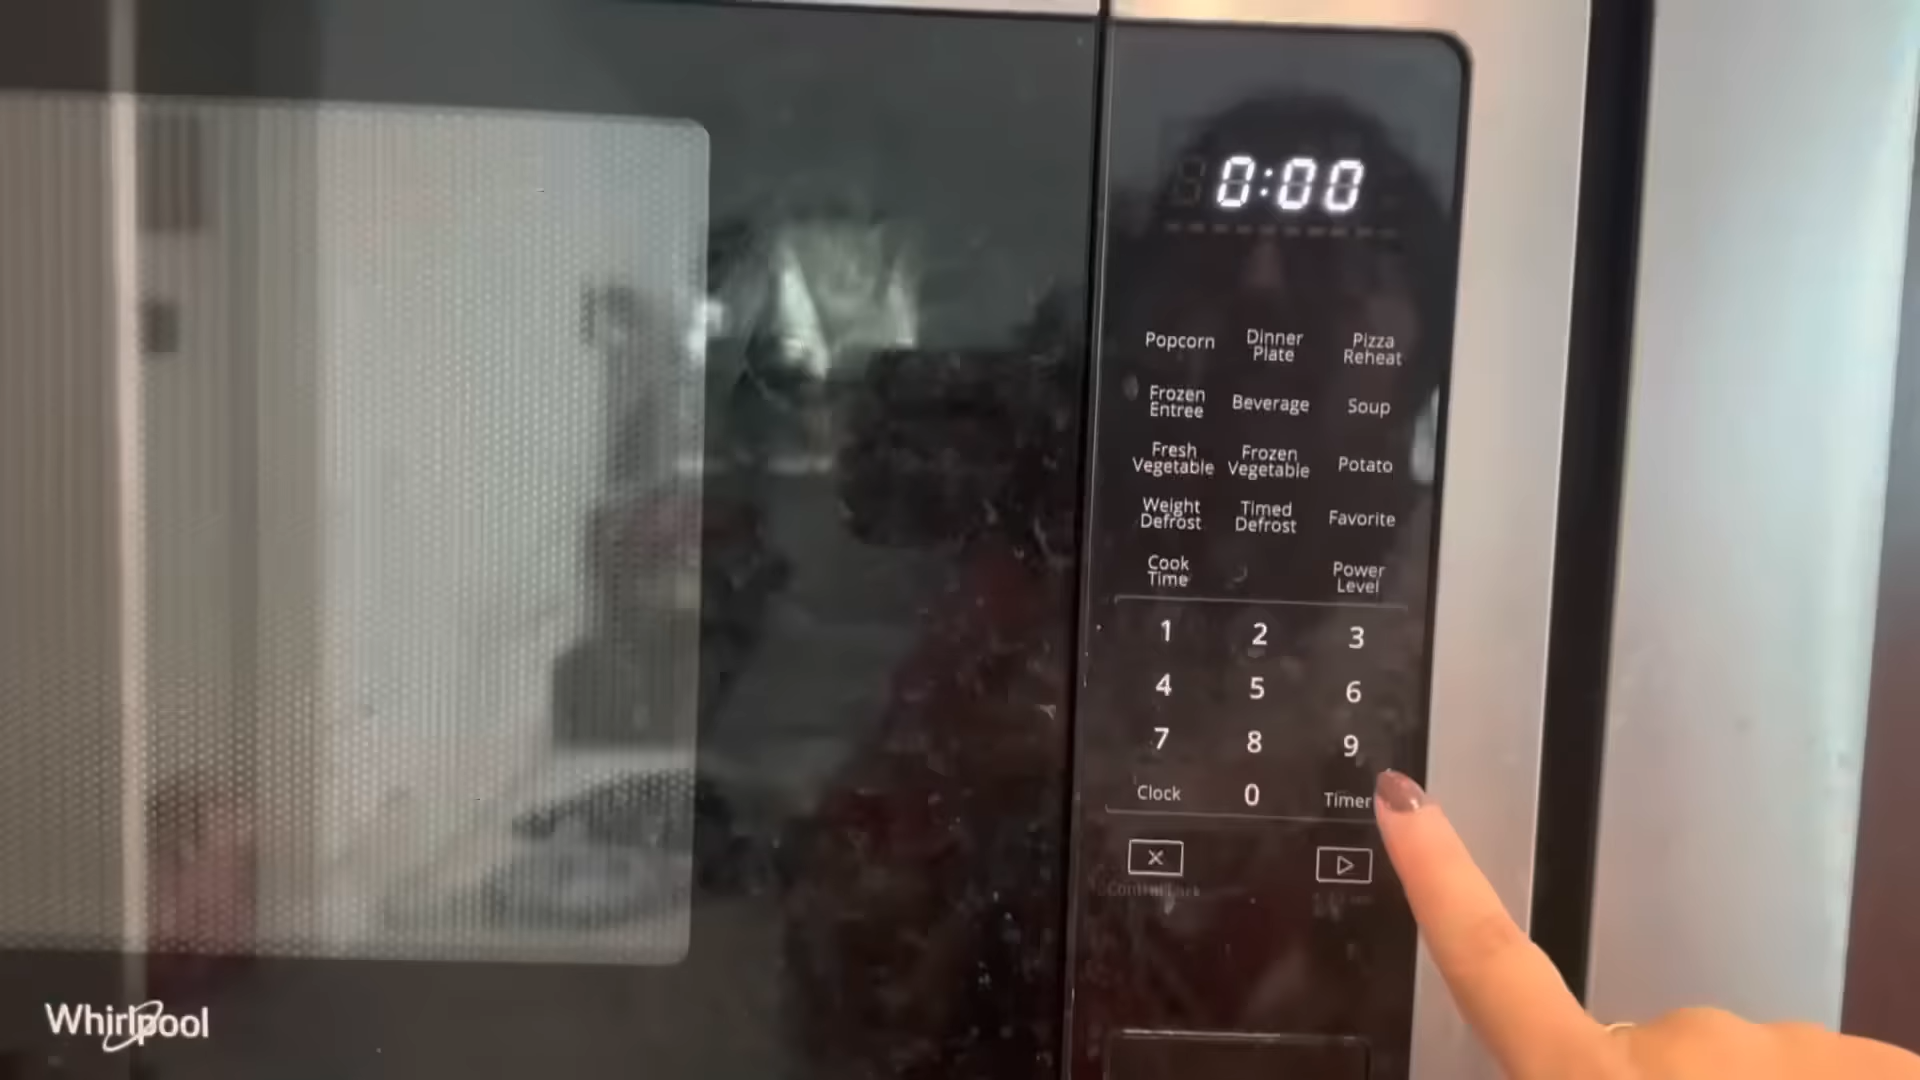 0:00
Popcorn
Dinner
Plate
Pizza
Reheat
Frozen
Entree
Beverage
Soup
Fresh
Vegetable
Frozen
Vegetable
Potato
Weight
Defrost
Timed
Defrost
Favorite
Cook
Time
Power
Level
1 2 3
4 5 6
7 8 9
Clock 0 Timer
Control Lock
Whirlpool